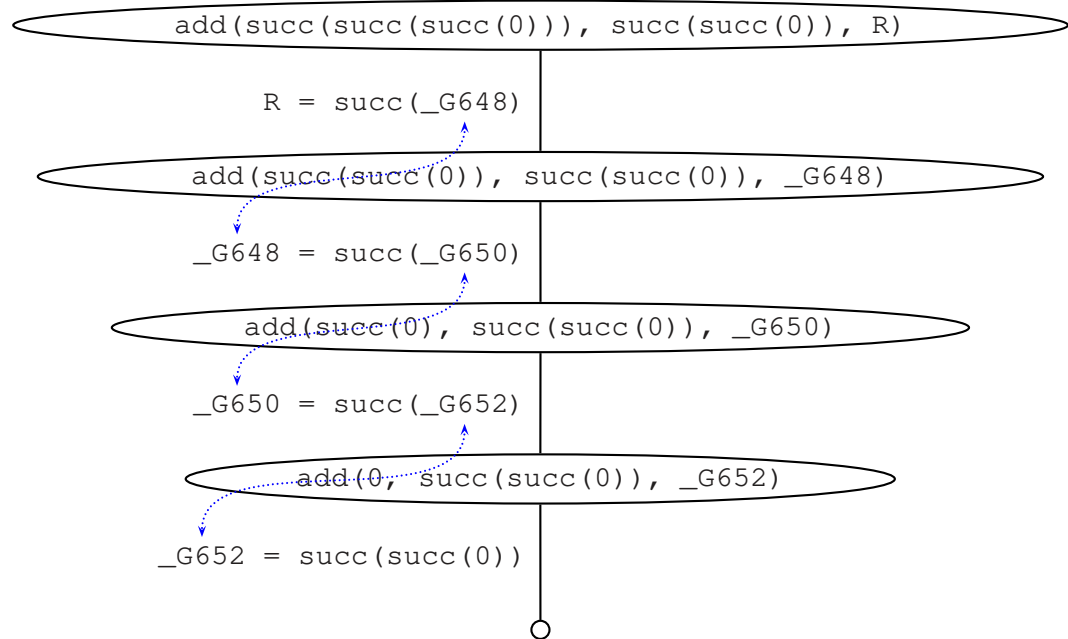 add(succ(succ(succ(0))), succ(succ(0)), R)
R = succ(_G648)
add(succ(succ(0)), succ(succ(0)), _G648)
_G648 = succ(_G650)
add(succ(0), succ(succ(0)), _G650)
_G650 = succ(_G652)
add(0, succ(succ(0)), _G652)
_G652 = succ(succ(0))